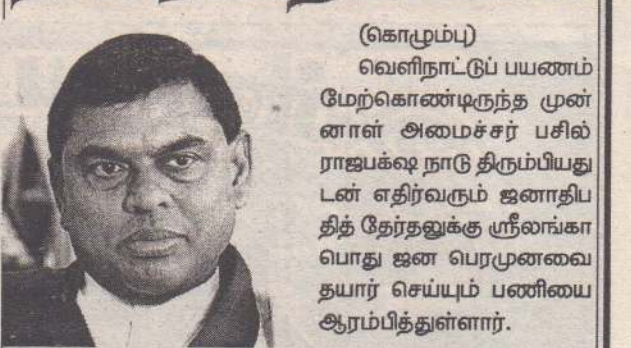 (கொழும்பு)
வெளிநாட்டுப் பயணம்
மேற்கொண்டிருந்த முன்
னாள் அமைச்சர் பசில்
ராஜபக்ஷ நாடு திரும்பியது
டன் எதிர்வரும் ஜனாதிப
தித் தேர்தலுக்கு ஸ்ரீலங்கா
பொது ஜன பெரமுனவை
தயார் செய்யும் பணியை
ஆரம்பித்துள்ளார்.